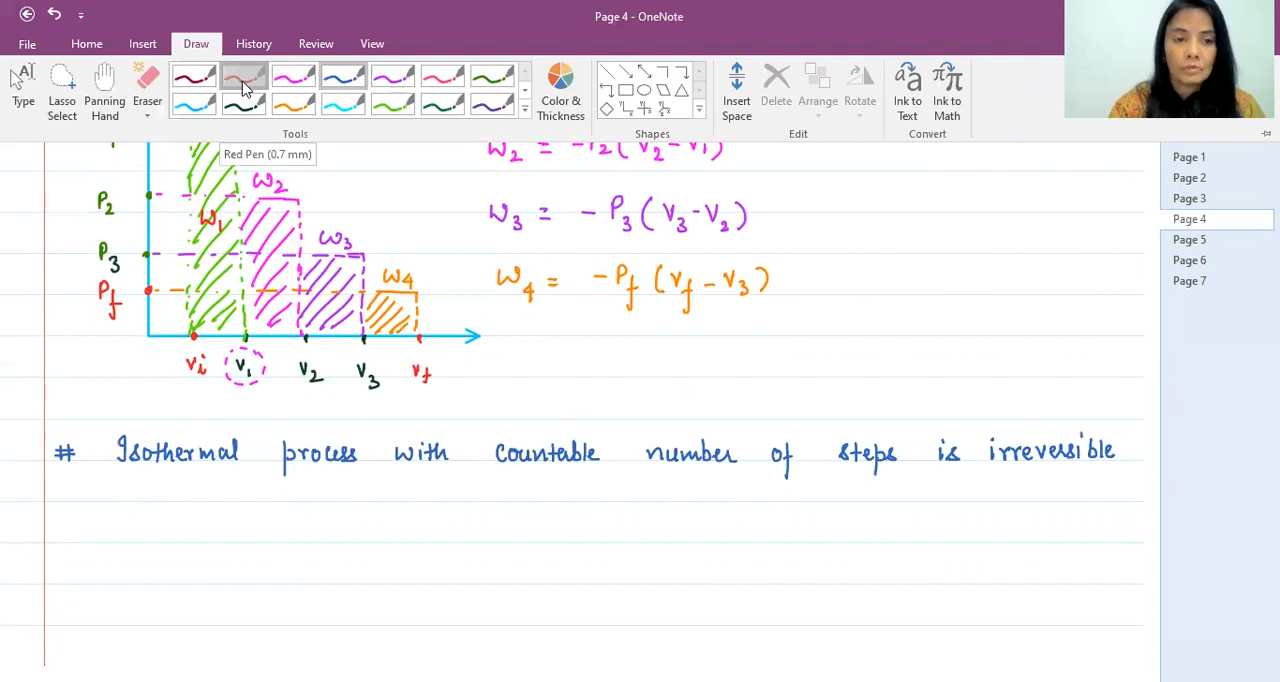 Page 4 - OneNote
File Home Insert Draw History Review View
Type
Lasso Select
Panning Hand
Eraser
Color & Thickness
Insert Space
Delete
Arrange
Rotate
Ink to Text
Ink to Math
Tools
Shapes
Edit
Convert
Red Pen (0.7 mm)
Page 1
Page 2
Page 3
Page 4
Page 5
Page 6
Page 7
W2 = -P2(V2-V1)
P2
W2
W1
W3 = - P3 (V3-V2)
P3
W3
W4 = -Pf (Vf - V3)
Pf
W4
Vi V1 V2 V3 Vf
# Isothermal process with countable number of steps is irreversible